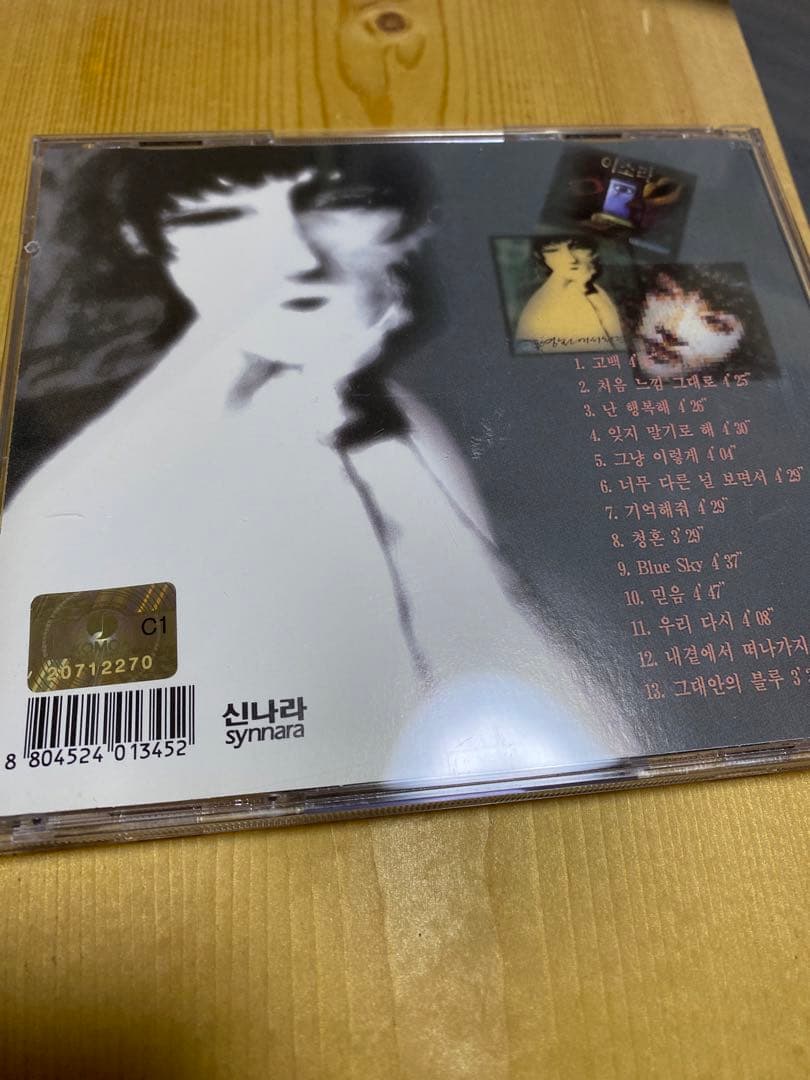 이소라
1. 고백 4'
2. 처음 느낌 그대로 4'25"
3. 난 행복해 4'26"
4. 잊지 말기로 해 4'30"
5. 그냥 이렇게 4'04"
6. 너무 다른 널 보면서 4'29"
7. 기억해줘 4'29"
8. 청혼 3'29"
9. Blue Sky 4'37"
10. 믿음 4'47"
11. 우리 다시 4'08"
12. 내곁에서 떠나가지
13. 그대안의 블루 3'
C1
20712270
신나라
synnara
8 804524 013452